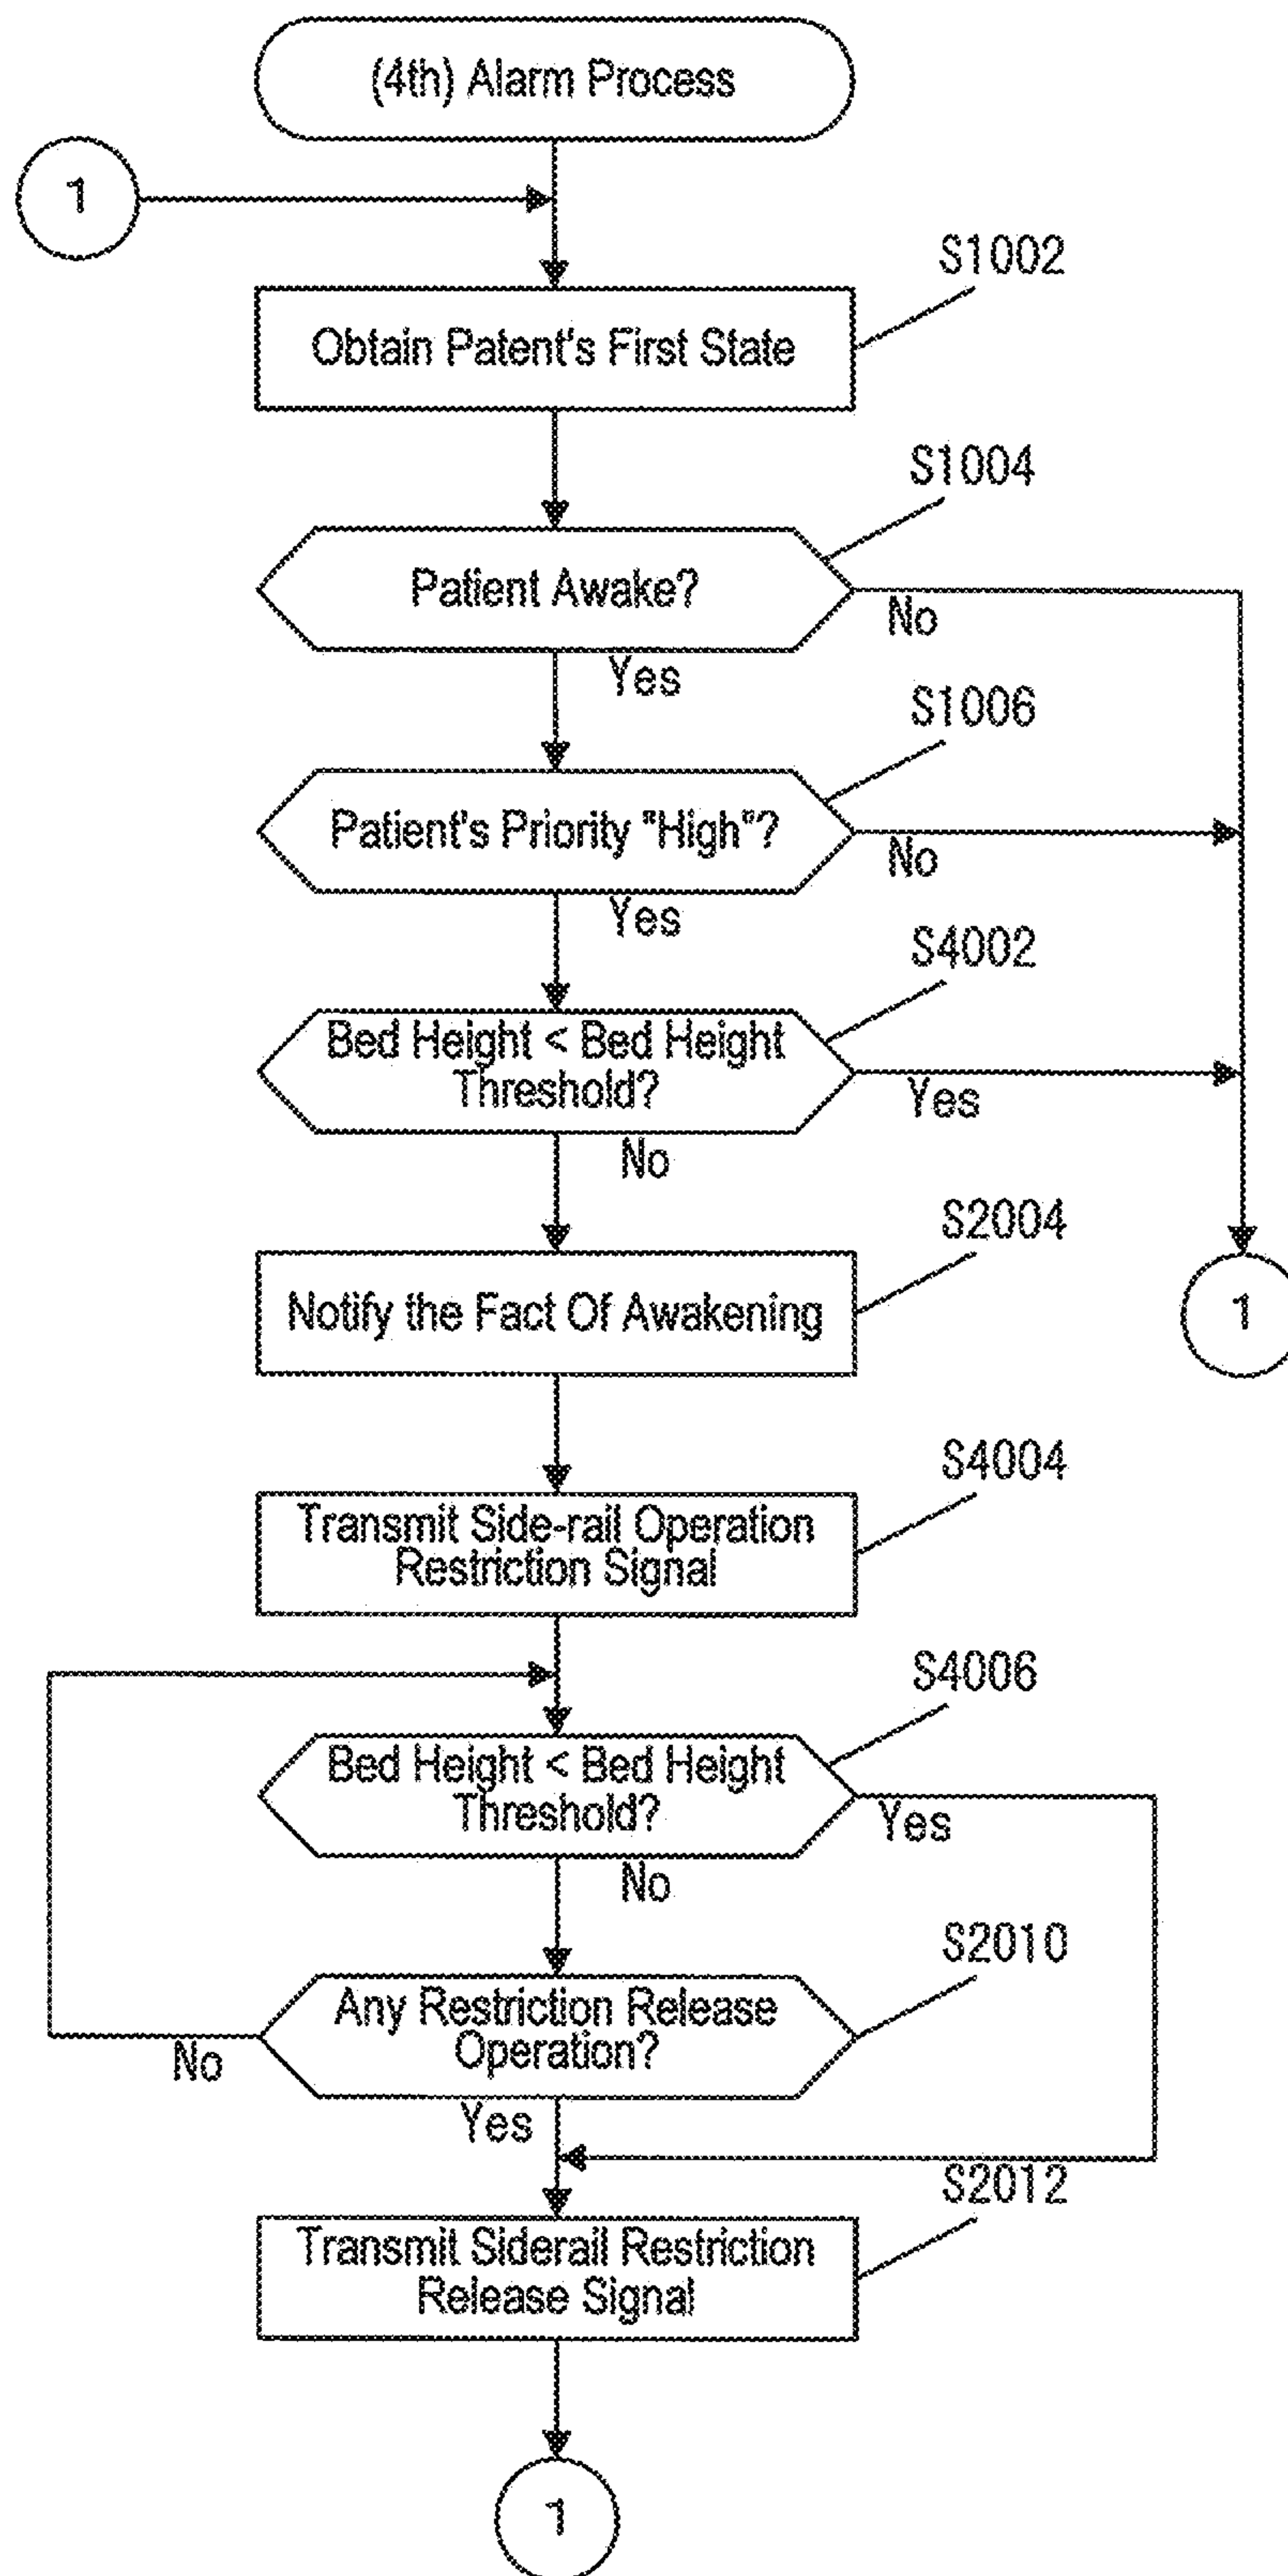 (4th) Alarm Process
1
S1002
Obtain Patent's First State
S1004
Patient Awake?
No
Yes
S1006
Patient's Priority "High"?
No
Yes
S4002
Bed Height < Bed Height
Threshold?
Yes
No
S2004
Notify the Fact Of Awakening
1
S4004
Transmit Side-rail Operation
Restriction Signal
S4006
Bed Height < Bed Height
Threshold?
Yes
No
S2010
Any Restriction Release
Operation?
No
Yes
S2012
Transmit Siderail Restriction
Release Signal
1